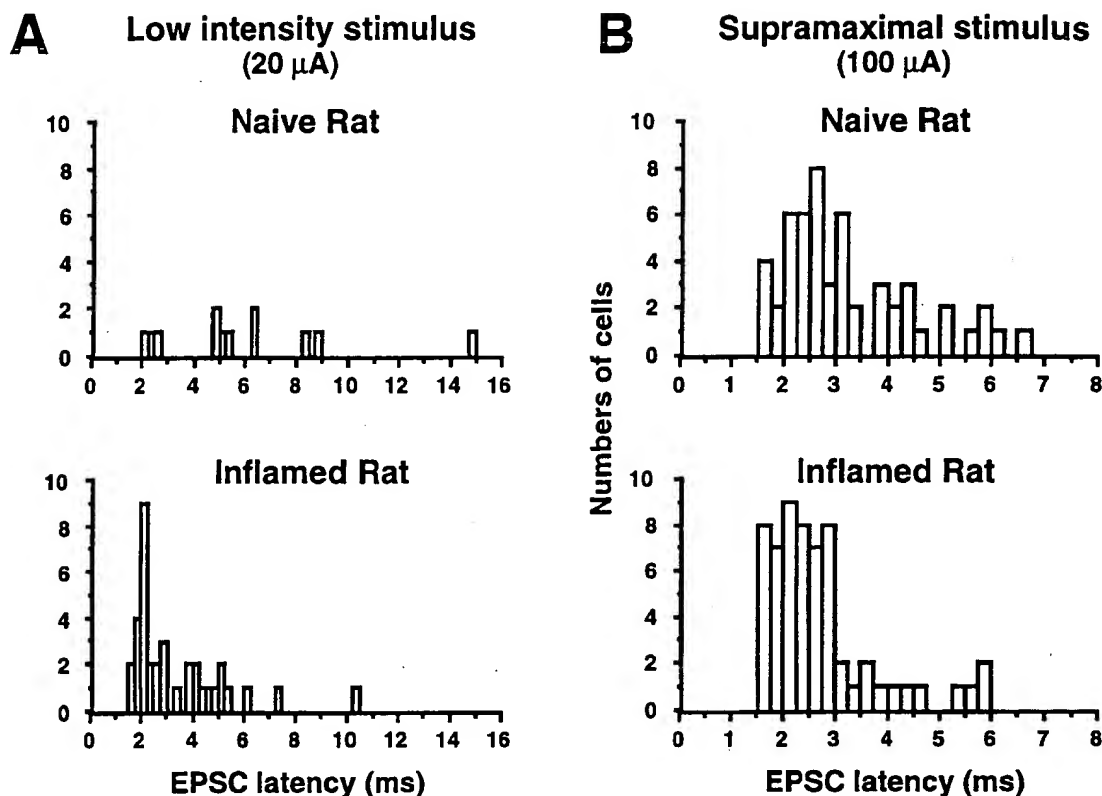 A
Low intensity stimulus
(20 µA)
Naive Rat
10
8
6
4
2
0
0 2 4 6 8 10 12 14 16
Inflamed Rat
10
8
6
4
2
0
0 2 4 6 8 10 12 14 16
EPSC latency (ms)
B
Supramaximal stimulus
(100 µA)
Numbers of cells
Naive Rat
10
8
6
4
2
0
0 1 2 3 4 5 6 7 8
Inflamed Rat
10
8
6
4
2
0
0 1 2 3 4 5 6 7 8
EPSC latency (ms)